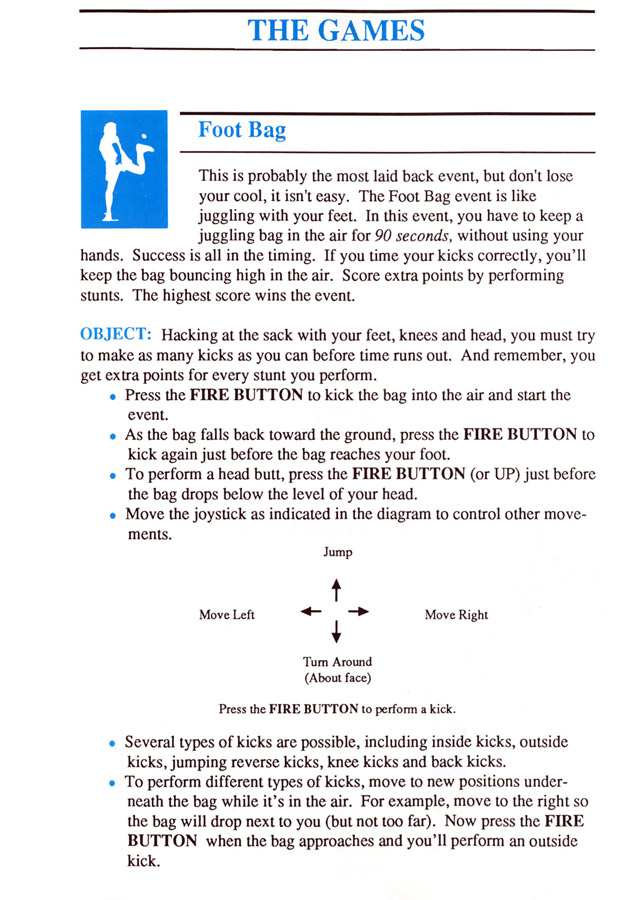 THE GAMES
Foot Bag
This is probably the most laid back event, but don't lose
your cool, it isn't easy.  The Foot Bag event is like
juggling with your feet.  In this event, you have to keep a
juggling bag in the air for 90 seconds, without using your
hands.  Success is all in the timing.  If you time your kicks correctly, you'll
keep the bag bouncing high in the air.  Score extra points by performing
stunts.  The highest score wins the event.
OBJECT:  Hacking at the sack with your feet, knees and head, you must try
to make as many kicks as you can before time runs out.  And remember, you
get extra points for every stunt you perform.
• Press the FIRE BUTTON to kick the bag into the air and start the
event.
• As the bag falls back toward the ground, press the FIRE BUTTON to
kick again just before the bag reaches your foot.
• To perform a head butt, press the FIRE BUTTON (or UP) just before
the bag drops below the level of your head.
• Move the joystick as indicated in the diagram to control other move-
ments.
Jump
Move Left
Move Right
Turn Around
(About face)
Press the FIRE BUTTON to perform a kick.
• Several types of kicks are possible, including inside kicks, outside
kicks, jumping reverse kicks, knee kicks and back kicks.
• To perform different types of kicks, move to new positions under-
neath the bag while it's in the air.  For example, move to the right so
the bag will drop next to you (but not too far).  Now press the FIRE
BUTTON  when the bag approaches and you'll perform an outside
kick.